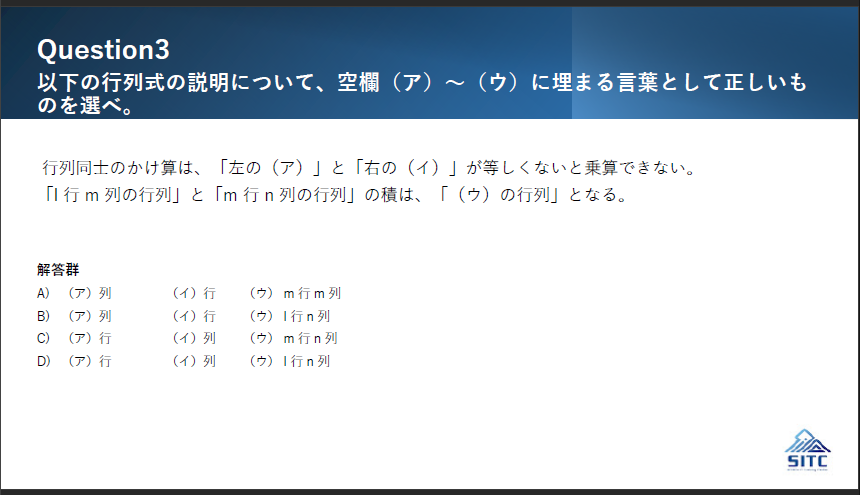 Question3
以下の行列式の説明について、空欄（ア）～（ウ）に埋まる言葉として正しいも
のを選べ。
行列同士のかけ算は、「左の（ア）」と「右の（イ）」が等しくないと乗算できない。
「l 行 m 列の行列」と「m 行 n 列の行列」の積は、「（ウ）の行列」となる。
解答群
A) （ア）列 （イ）行 （ウ） m 行 m 列
B) （ア）列 （イ）行 （ウ） l 行 n 列
C) （ア）行 （イ）列 （ウ） m 行 n 列
D) （ア）行 （イ）列 （ウ） l 行 n 列
SITC